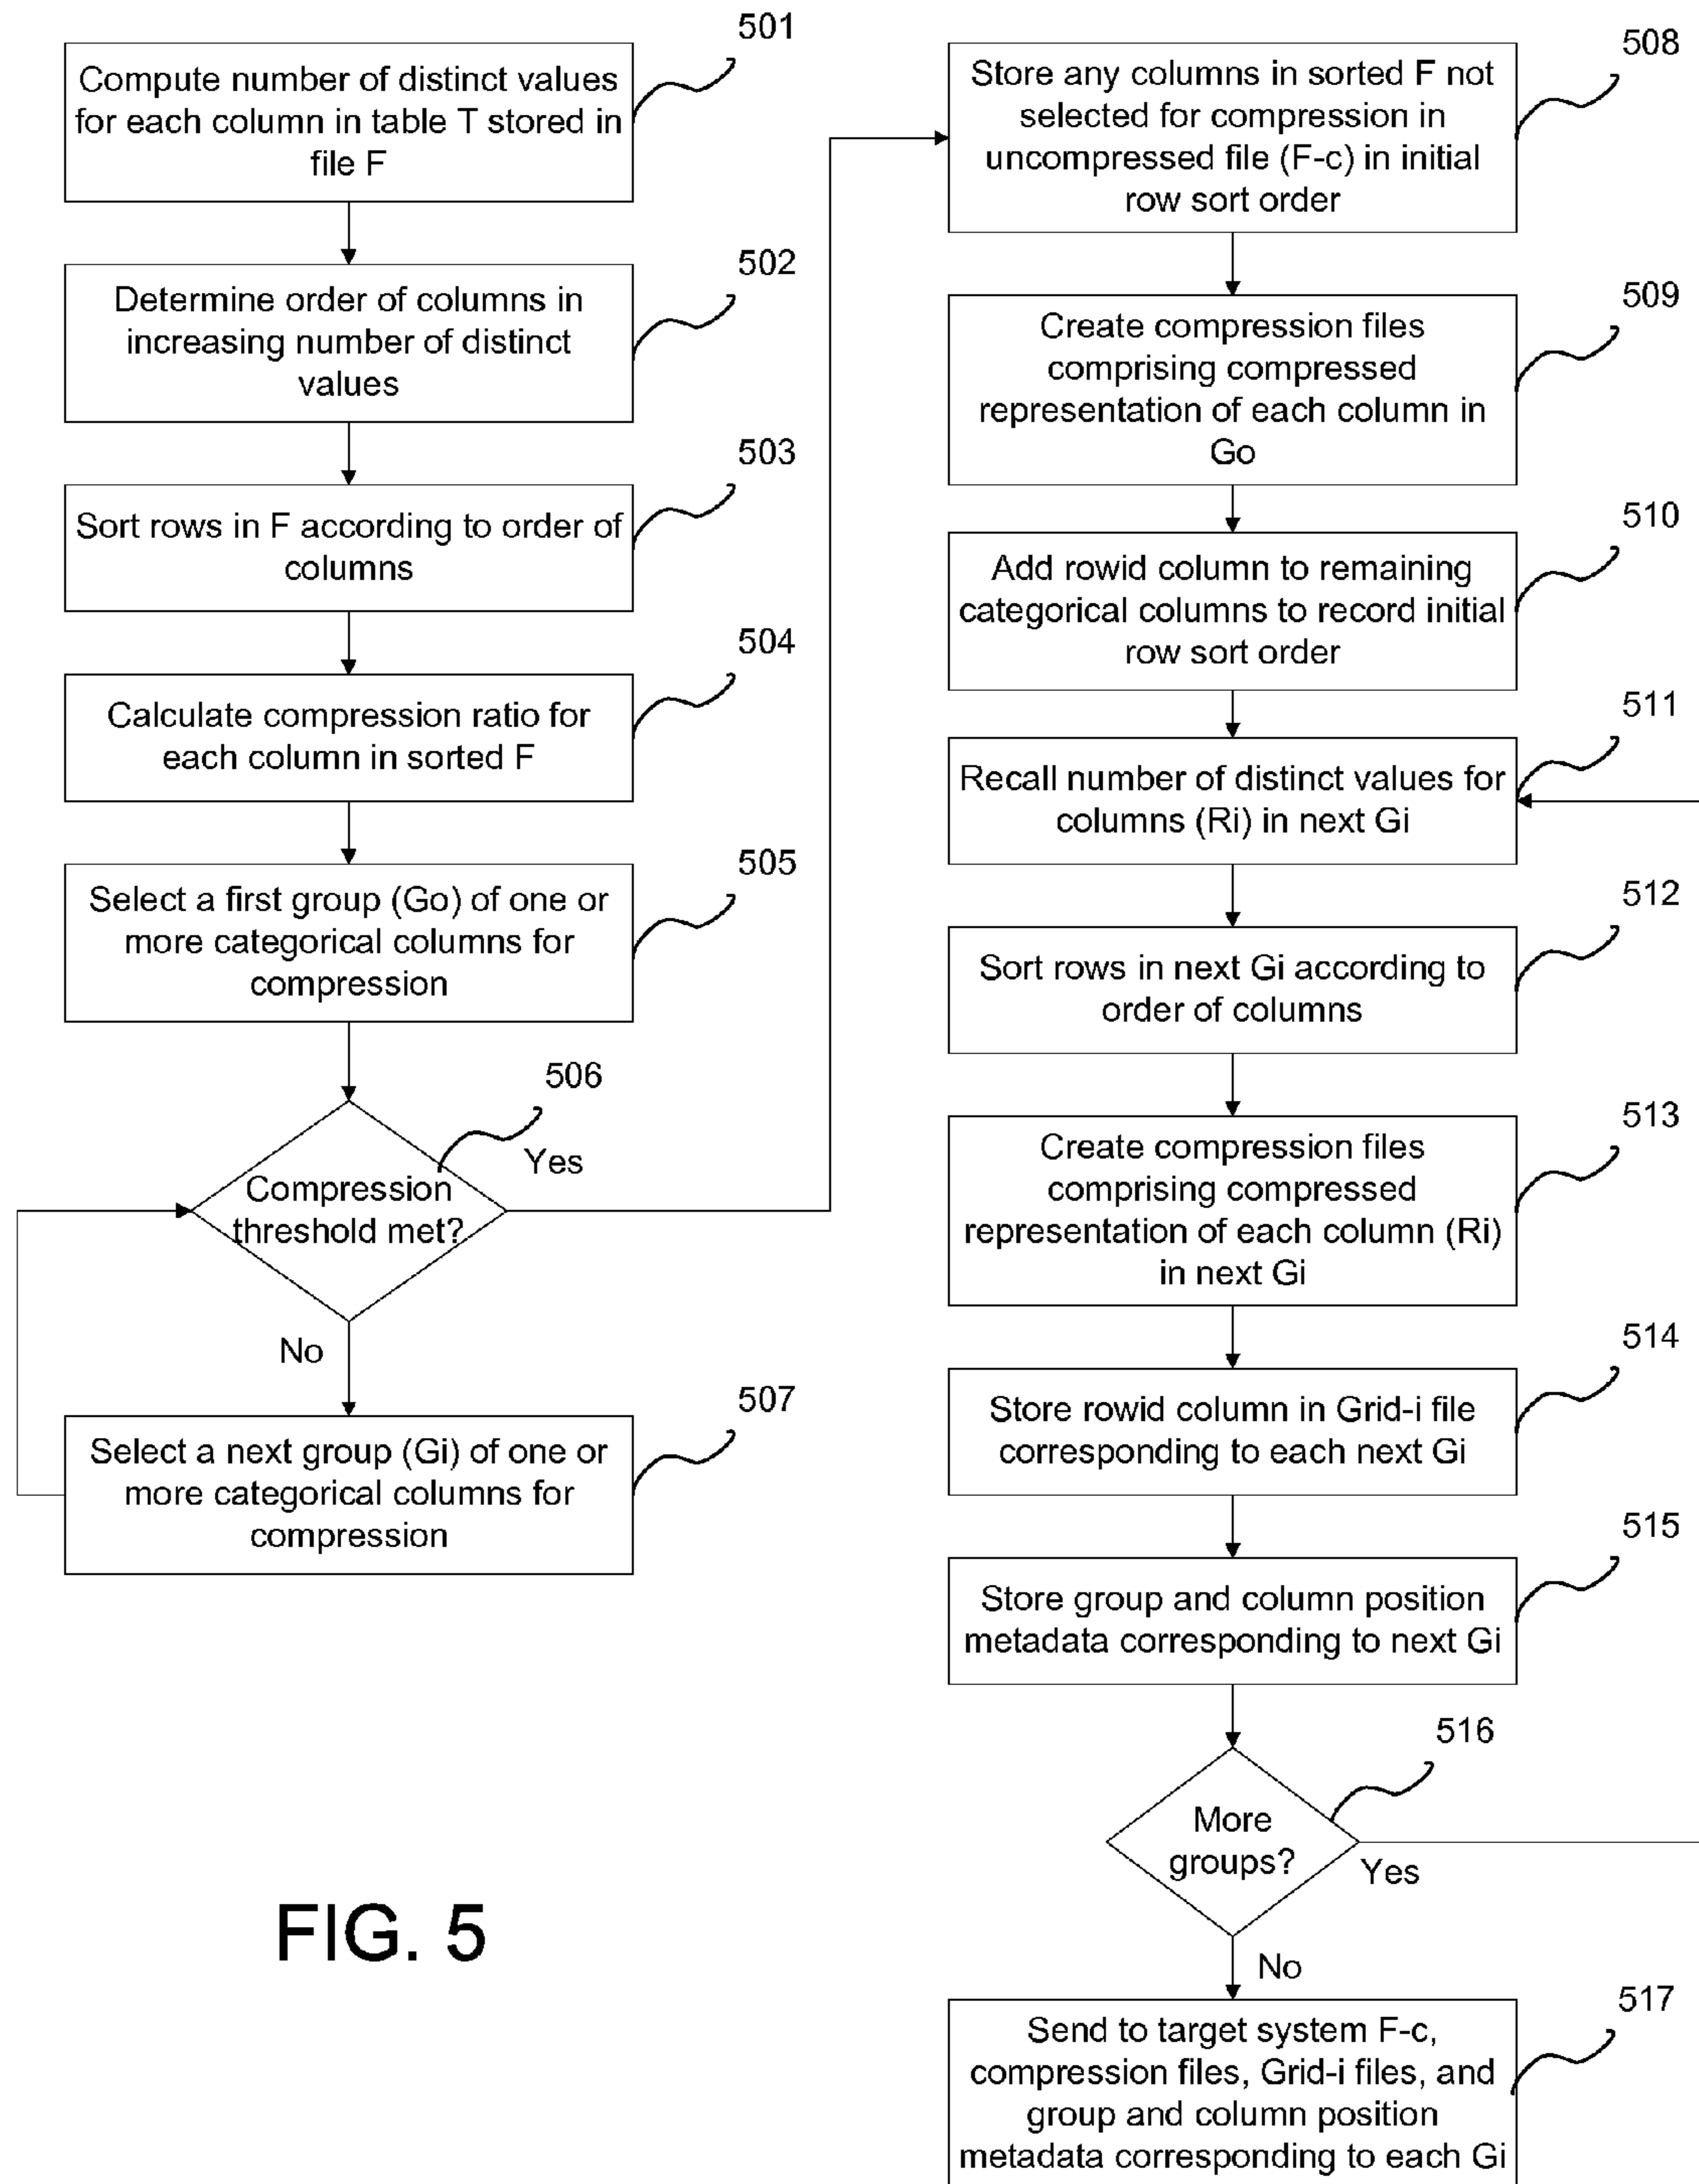 501
Compute number of distinct values
for each column in table T stored in
file F
502
Determine order of columns in
increasing number of distinct
values
503
Sort rows in F according to order of
columns
504
Calculate compression ratio for
each column in sorted F
505
Select a first group (Go) of one or
more categorical columns for
compression
506
Yes
Compression
threshold met?
No
507
Select a next group (Gi) of one or
more categorical columns for
compression
508
Store any columns in sorted F not
selected for compression in
uncompressed file (F-c) in initial
row sort order
509
Create compression files
comprising compressed
representation of each column in
Go
510
Add rowid column to remaining
categorical columns to record initial
row sort order
511
Recall number of distinct values for
columns (Ri) in next Gi
512
Sort rows in next Gi according to
order of columns
513
Create compression files
comprising compressed
representation of each column (Ri)
in next Gi
514
Store rowid column in Grid-i file
corresponding to each next Gi
515
Store group and column position
metadata corresponding to next Gi
516
More
groups?
Yes
No
517
Send to target system F-c,
compression files, Grid-i files, and
group and column position
metadata corresponding to each Gi
FIG. 5